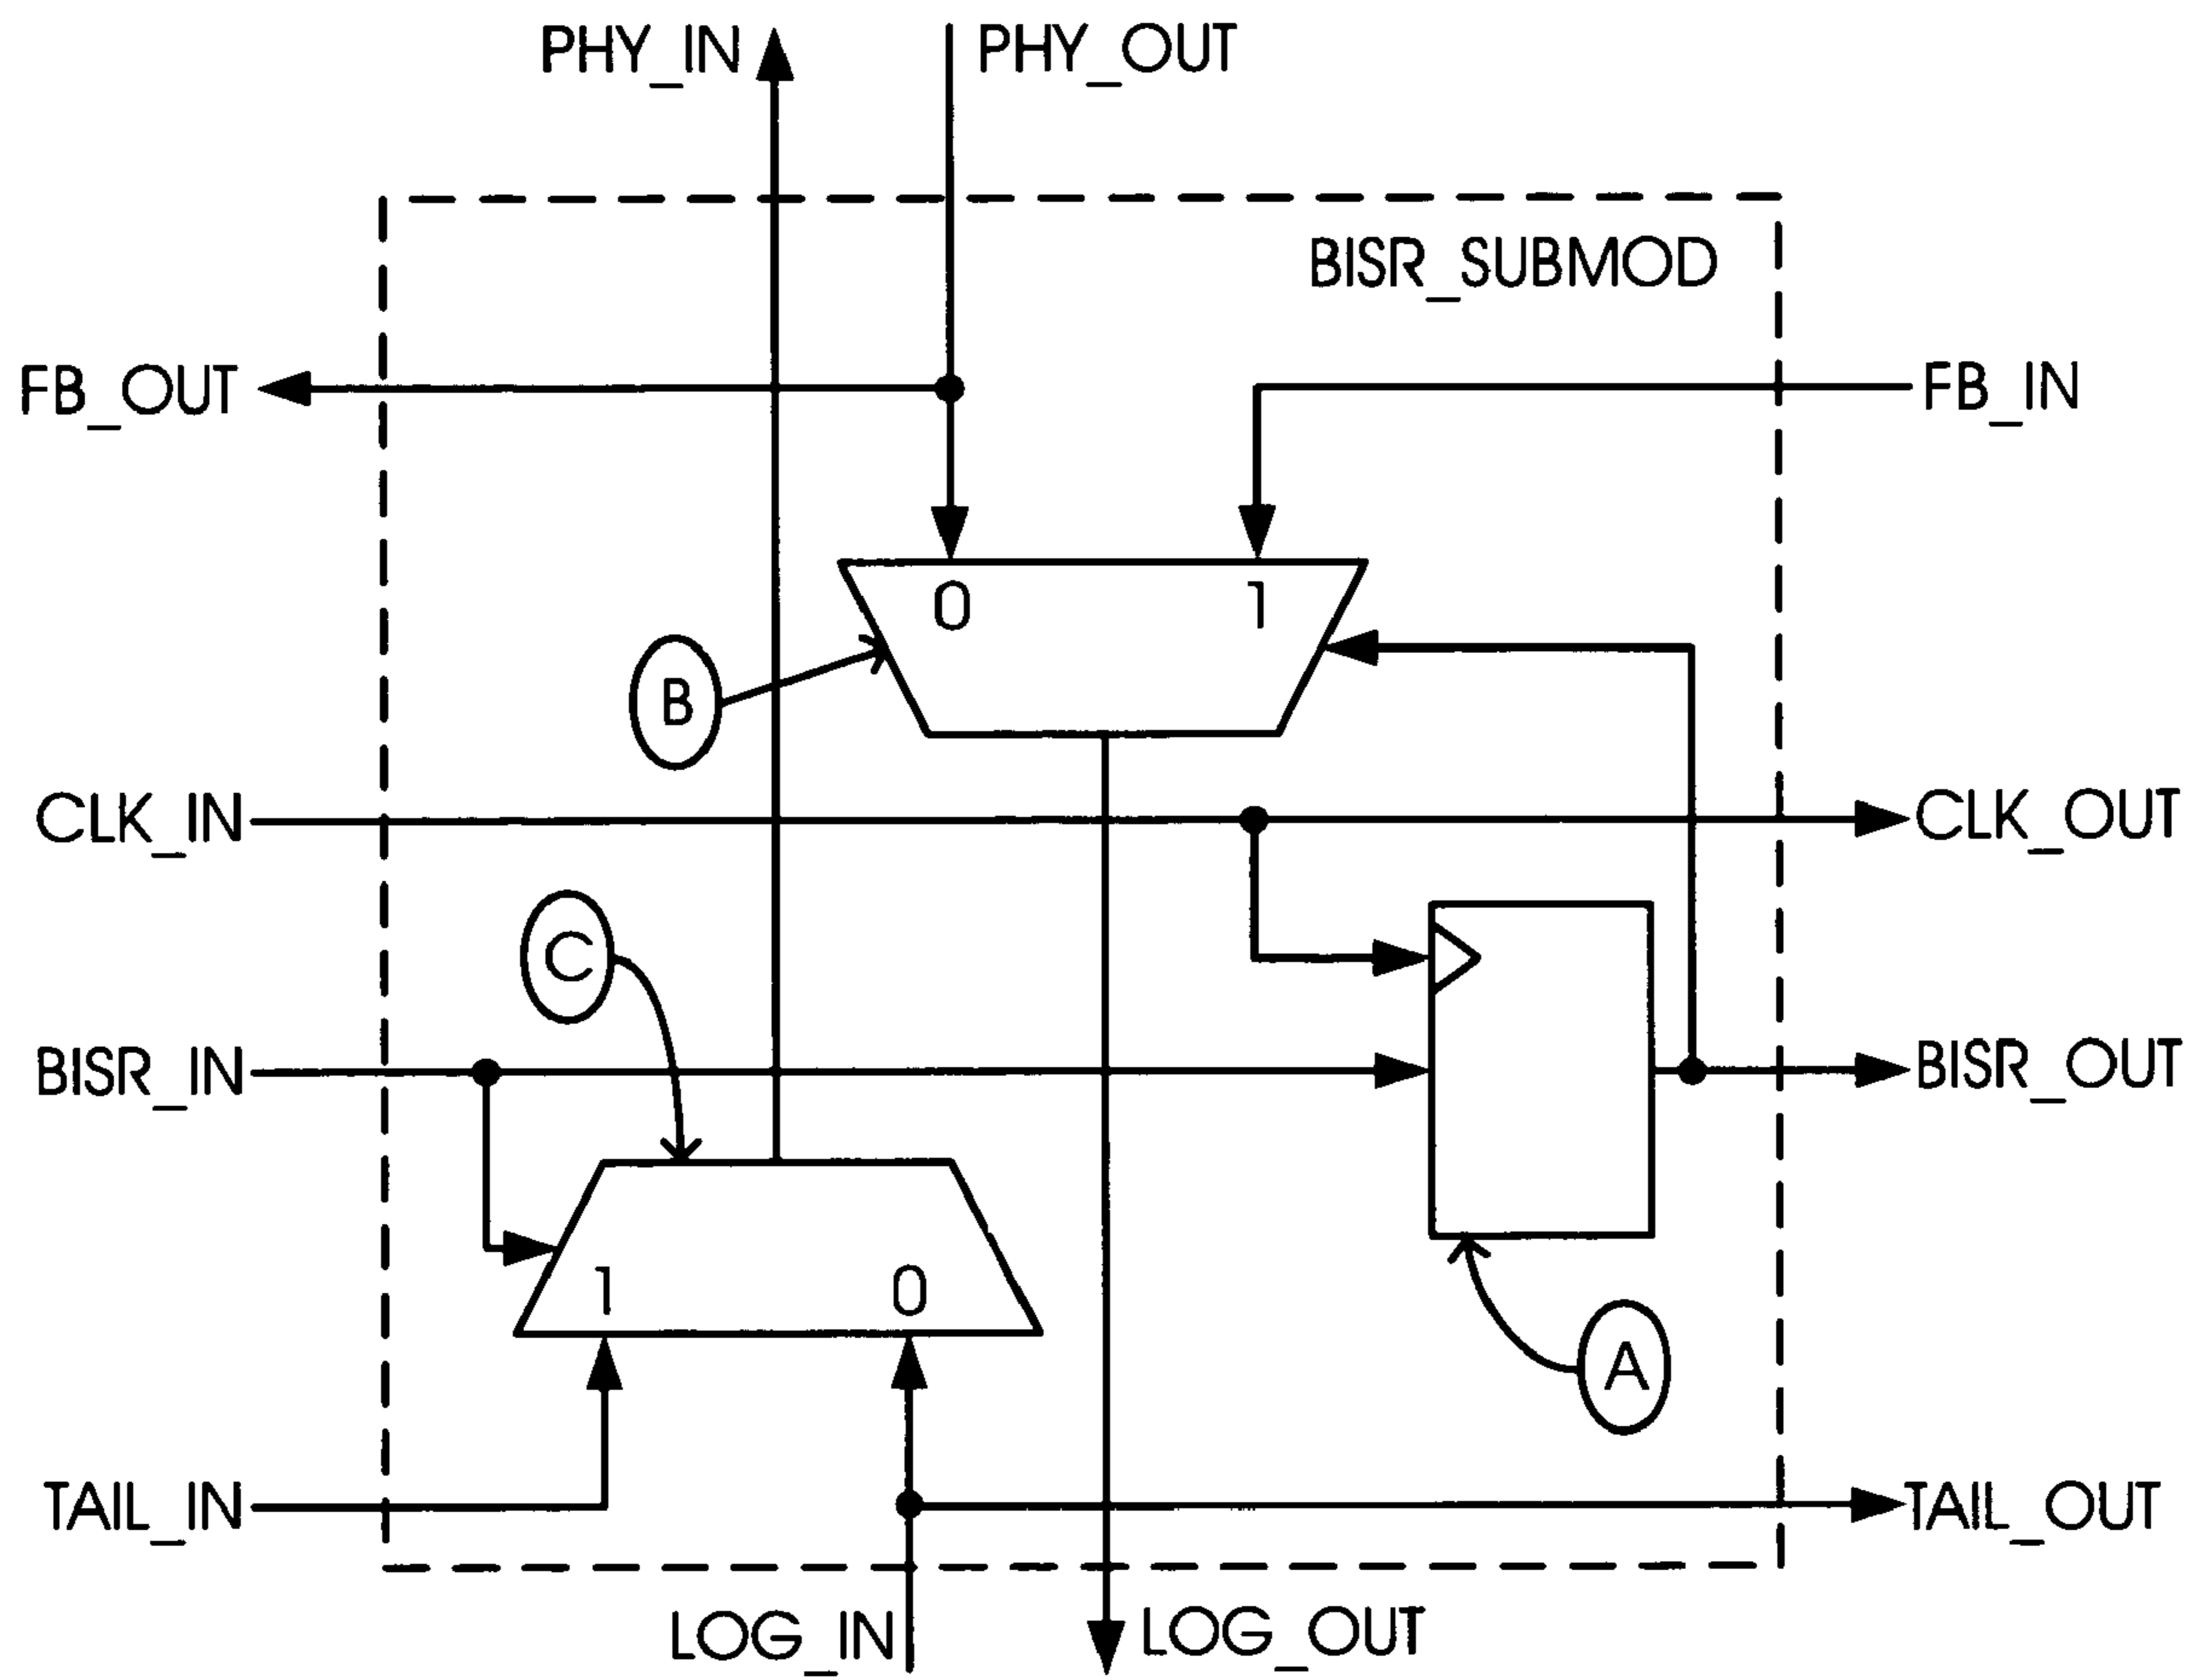 PHY_IN
PHY_OUT
BISR_SUBMOD
FB_OUT
FB_IN
0
1
B
CLK_IN
CLK_OUT
C
BISR_IN
BISR_OUT
1
0
A
TAIL_IN
TAIL_OUT
LOG_IN
LOG_OUT